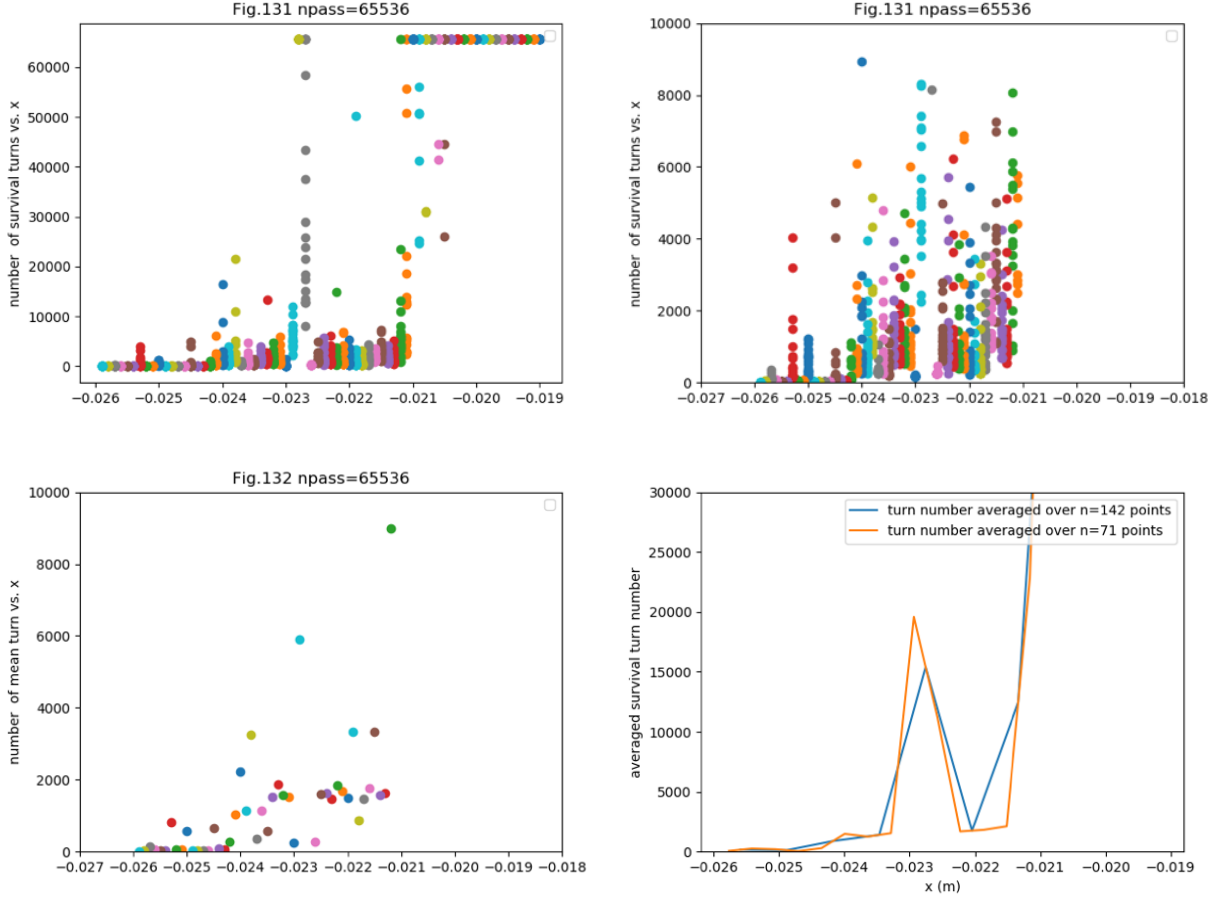 Fig.131 npass=65536
number  of survival turns vs. x
60000
50000
40000
30000
20000
10000
0
−0.026 −0.025 −0.024 −0.023 −0.022 −0.021 −0.020 −0.019
Fig.131 npass=65536
number of survival turns vs. x
10000
8000
6000
4000
2000
0
−0.027 −0.026 −0.025 −0.024 −0.023 −0.022 −0.021 −0.020 −0.019 −0.018
Fig.132 npass=65536
number  of mean turn vs. x
10000
8000
6000
4000
2000
0
−0.027 −0.026 −0.025 −0.024 −0.023 −0.022 −0.021 −0.020 −0.019 −0.018
turn number averaged over n=142 points
turn number averaged over n=71 points
averaged survival turn number
30000
25000
20000
15000
10000
5000
0
−0.026 −0.025 −0.024 −0.023 −0.022 −0.021 −0.020 −0.019
x (m)